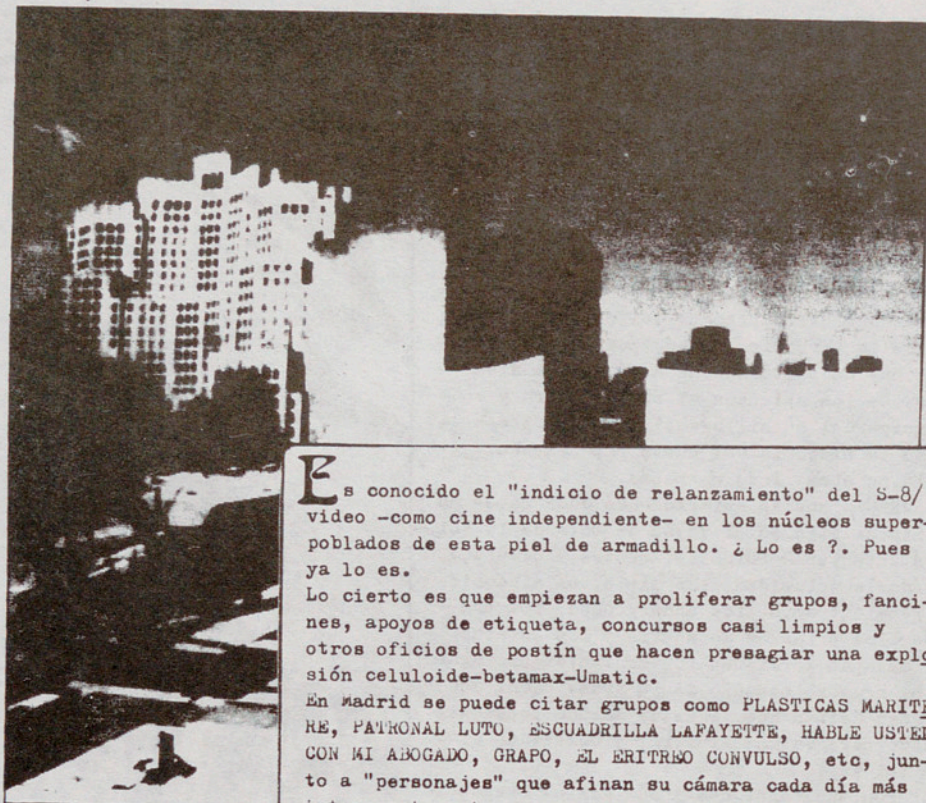 Es conocido el "indicio de relanzamiento" del S-8/
video -como cine independiente- en los núcleos super-
poblados de esta piel de armadillo. ¿ Lo es ?. Pues
ya lo es.
Lo cierto es que empiezan a proliferar grupos, fanci-
nes, apoyos de etiqueta, concursos casi limpios y
otros oficios de postín que hacen presagiar una explo
sión celuloide-betamax-Umatic.
En Madrid se puede citar grupos como PLASTICAS MARITE
RE, PATRONAL LUTO, ESCUADRILLA LAFAYETTE, HABLE USTED
CON MI ABOGADO, GRAPO, EL ERITREO CONVULSO, etc, jun-
to a "personajes" que afinan su cámara cada día más